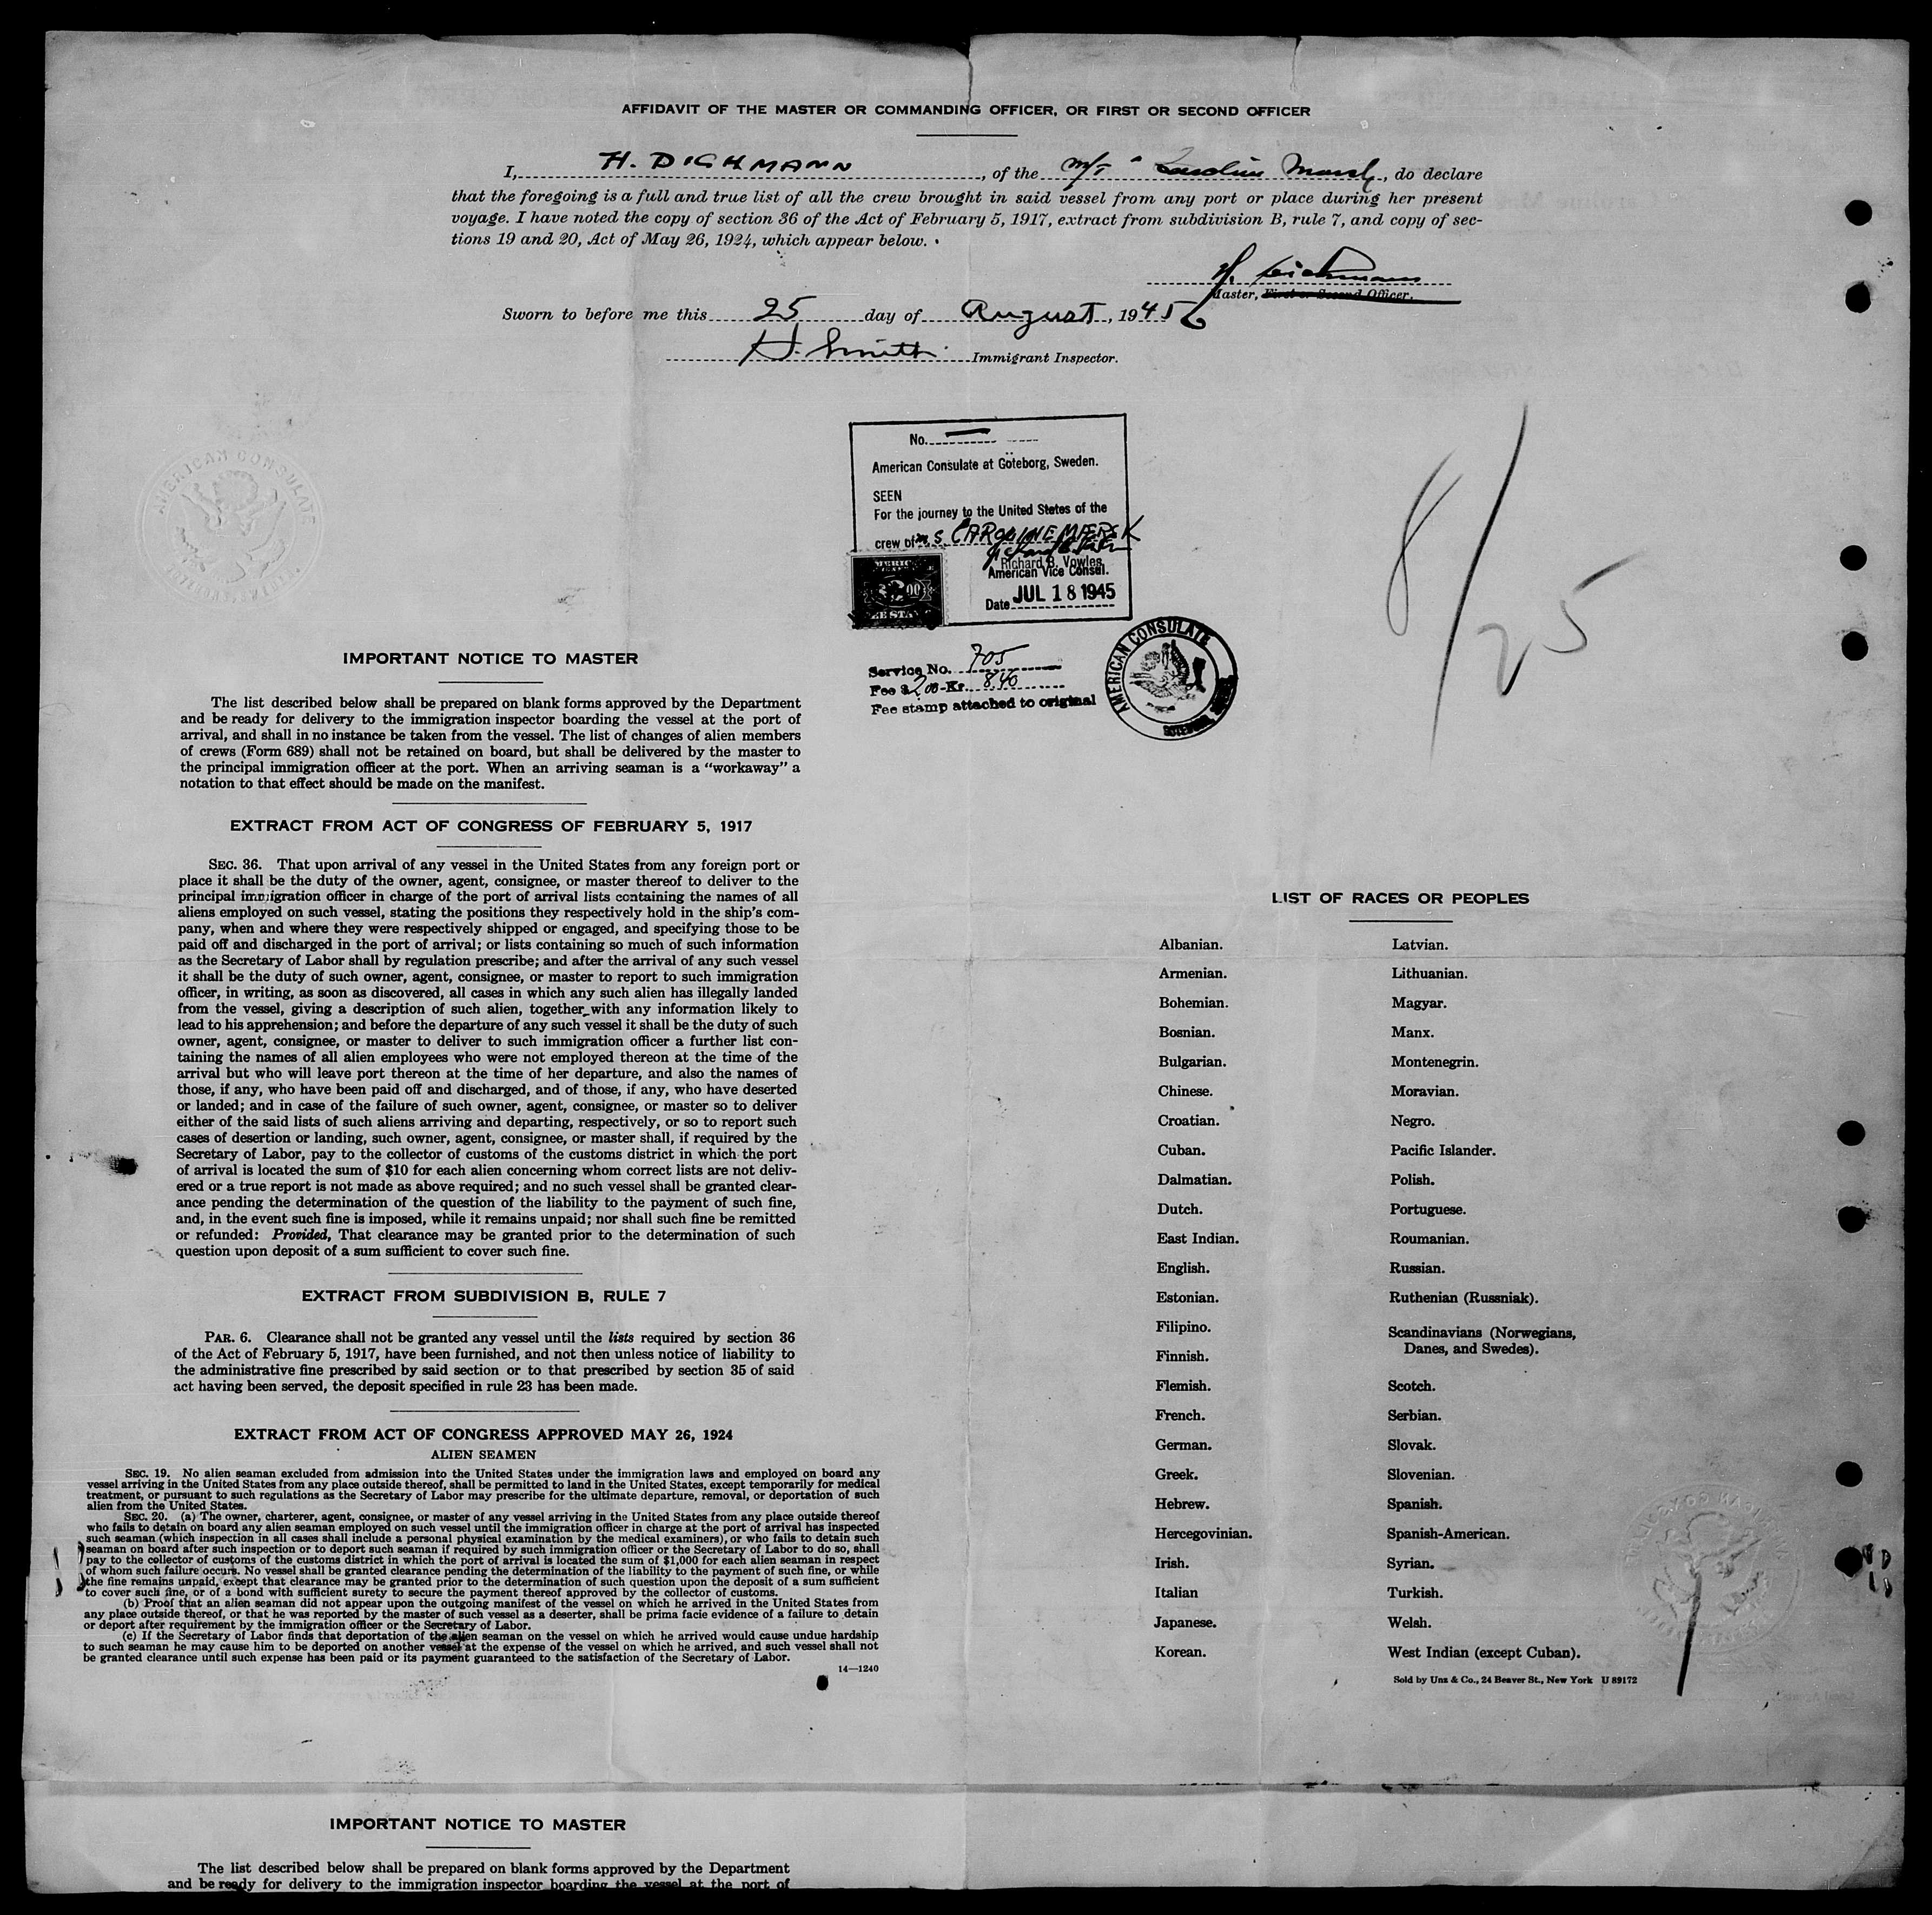 AFFIDAVIT OF THE MASTER OR COMMANDING OFFICER, OR FIRST OR SECOND OFFICER
I, H. DICHMANN, of the m/s " Caroline Mærsk, do declare
that the foregoing is a full and true list of all the crew brought in said vessel from any port or place during her present
voyage. I have noted the copy of section 36 of the Act of February 5, 1917, extract from subdivision B, rule 7, and copy of sec-
tions 19 and 20, Act of May 26, 1924, which appear below.
H. Dichmann
Master, First or Second Officer.
Sworn to before me this 25 day of August, 1945
H. Smith Immigrant Inspector.
No.
American Consulate at Göteborg, Sweden.
SEEN
For the journey to the United States of the
crew of m s CAROLINE MÆRSK
Richard B. Vowles,
American Vice Consul.
Date JUL 18 1945
$2.00
Service No. 705
Fee $2.00-Kr. 8.40
Fee stamp attached to original
AMERICAN CONSULATE
8/25
AMERICAN CONSULATE
IMPORTANT NOTICE TO MASTER
The list described below shall be prepared on blank forms approved by the Department
and be ready for delivery to the immigration inspector boarding the vessel at the port of
arrival, and shall in no instance be taken from the vessel. The list of changes of alien members
of crews (Form 689) shall not be retained on board, but shall be delivered by the master to
the principal immigration officer at the port. When an arriving seaman is a "workaway" a
notation to that effect should be made on the manifest.
EXTRACT FROM ACT OF CONGRESS OF FEBRUARY 5, 1917
SEC. 36. That upon arrival of any vessel in the United States from any foreign port or
place it shall be the duty of the owner, agent, consignee, or master thereof to deliver to the
principal immigration officer in charge of the port of arrival lists containing the names of all
aliens employed on such vessel, stating the positions they respectively hold in the ship's com-
pany, when and where they were respectively shipped or engaged, and specifying those to be
paid off and discharged in the port of arrival; or lists containing so much of such information
as the Secretary of Labor shall by regulation prescribe; and after the arrival of any such vessel
it shall be the duty of such owner, agent, consignee, or master to report to such immigration
officer, in writing, as soon as discovered, all cases in which any such alien has illegally landed
from the vessel, giving a description of such alien, together with any information likely to
lead to his apprehension; and before the departure of any such vessel it shall be the duty of such
owner, agent, consignee, or master to deliver to such immigration officer a further list con-
taining the names of all alien employees who were not employed thereon at the time of the
arrival but who will leave port thereon at the time of her departure, and also the names of
those, if any, who have been paid off and discharged, and of those, if any, who have deserted
or landed; and in case of the failure of such owner, agent, consignee, or master so to deliver
either of the said lists of such aliens arriving and departing, respectively, or so to report such
cases of desertion or landing, such owner, agent, consignee, or master shall, if required by the
Secretary of Labor, pay to the collector of customs of the customs district in which the port
of arrival is located the sum of $10 for each alien concerning whom correct lists are not deliv-
ered or a true report is not made as above required; and no such vessel shall be granted clear-
ance pending the determination of the question of the liability to the payment of such fine,
and, in the event such fine is imposed, while it remains unpaid; nor shall such fine be remitted
or refunded: Provided, That clearance may be granted prior to the determination of such
question upon deposit of a sum sufficient to cover such fine.
EXTRACT FROM SUBDIVISION B, RULE 7
PAR. 6. Clearance shall not be granted any vessel until the lists required by section 36
of the Act of February 5, 1917, have been furnished, and not then unless notice of liability to
the administrative fine prescribed by said section or to that prescribed by section 35 of said
act having been served, the deposit specified in rule 23 has been made.
EXTRACT FROM ACT OF CONGRESS APPROVED MAY 26, 1924
ALIEN SEAMEN
SEC. 19. No alien seaman excluded from admission into the United States under the immigration laws and employed on board any
vessel arriving in the United States from any place outside thereof, shall be permitted to land in the United States, except temporarily for medical
treatment, or pursuant to such regulations as the Secretary of Labor may prescribe for the ultimate departure, removal, or deportation of such
alien from the United States.
SEC. 20. (a) The owner, charterer, agent, consignee, or master of any vessel arriving in the United States from any place outside thereof
who fails to detain on board any alien seaman employed on such vessel until the immigration officer in charge at the port of arrival has inspected
such seaman (which inspection in all cases shall include a personal physical examination by the medical examiners), or who fails to detain such
seaman on board after such inspection or to deport such seaman if required by such immigration officer or the Secretary of Labor to do so, shall
pay to the collector of customs of the customs district in which the port of arrival is located the sum of $1,000 for each alien seaman in respect
of whom such failure occurs. No vessel shall be granted clearance pending the determination of the liability to the payment of such fine, or while
the fine remains unpaid, except that clearance may be granted prior to the determination of such question upon the deposit of a sum sufficient
to cover such fine, or of a bond with sufficient surety to secure the payment thereof approved by the collector of customs.
(b) Proof that an alien seaman did not appear upon the outgoing manifest of the vessel on which he arrived in the United States from
any place outside thereof, or that he was reported by the master of such vessel as a deserter, shall be prima facie evidence of a failure to detain
or deport after requirement by the immigration officer or the Secretary of Labor.
(c) If the Secretary of Labor finds that deportation of the alien seaman on the vessel on which he arrived would cause undue hardship
to such seaman he may cause him to be deported on another vessel at the expense of the vessel on which he arrived, and such vessel shall not
be granted clearance until such expense has been paid or its payment guaranteed to the satisfaction of the Secretary of Labor.
14—1240
LIST OF RACES OR PEOPLES
Albanian.
Armenian.
Bohemian.
Bosnian.
Bulgarian.
Chinese.
Croatian.
Cuban.
Dalmatian.
Dutch.
East Indian.
English.
Estonian.
Filipino.
Finnish.
Flemish.
French.
German.
Greek.
Hebrew.
Hercegovinian.
Irish.
Italian
Japanese.
Korean.
Latvian.
Lithuanian.
Magyar.
Manx.
Montenegrin.
Moravian.
Negro.
Pacific Islander.
Polish.
Portuguese.
Roumanian.
Russian.
Ruthenian (Russniak).
Scandinavians (Norwegians,
Danes, and Swedes).
Scotch.
Serbian.
Slovak.
Slovenian.
Spanish.
Spanish-American.
Syrian.
Turkish.
Welsh.
West Indian (except Cuban).
Sold by Unz & Co., 24 Beaver St., New York U 89172
IMPORTANT NOTICE TO MASTER
The list described below shall be prepared on blank forms approved by the Department
and be ready for delivery to the immigration inspector boarding the vessel at the port of